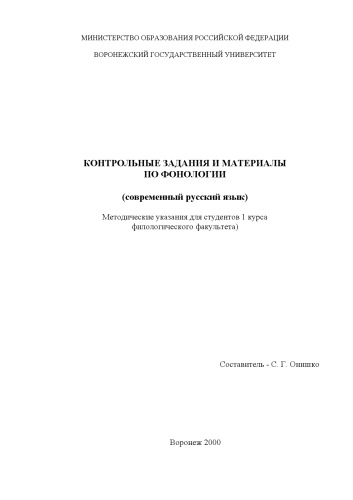 МИНИСТЕРСТВО ОБРАЗОВАНИЯ РОССИЙСКОЙ ФЕДЕРАЦИИ
ВОРОНЕЖСКИЙ ГОСУДАРСТВЕННЫЙ УНИВЕРСИТЕТ
КОНТРОЛЬНЫЕ ЗАДАНИЯ И МАТЕРИАЛЫ
ПО ФОНОЛОГИИ
(современный русский язык)
Методические указания для студентов 1 курса
филологического факультета)
Составитель - С. Г. Онишко
Воронеж 2000